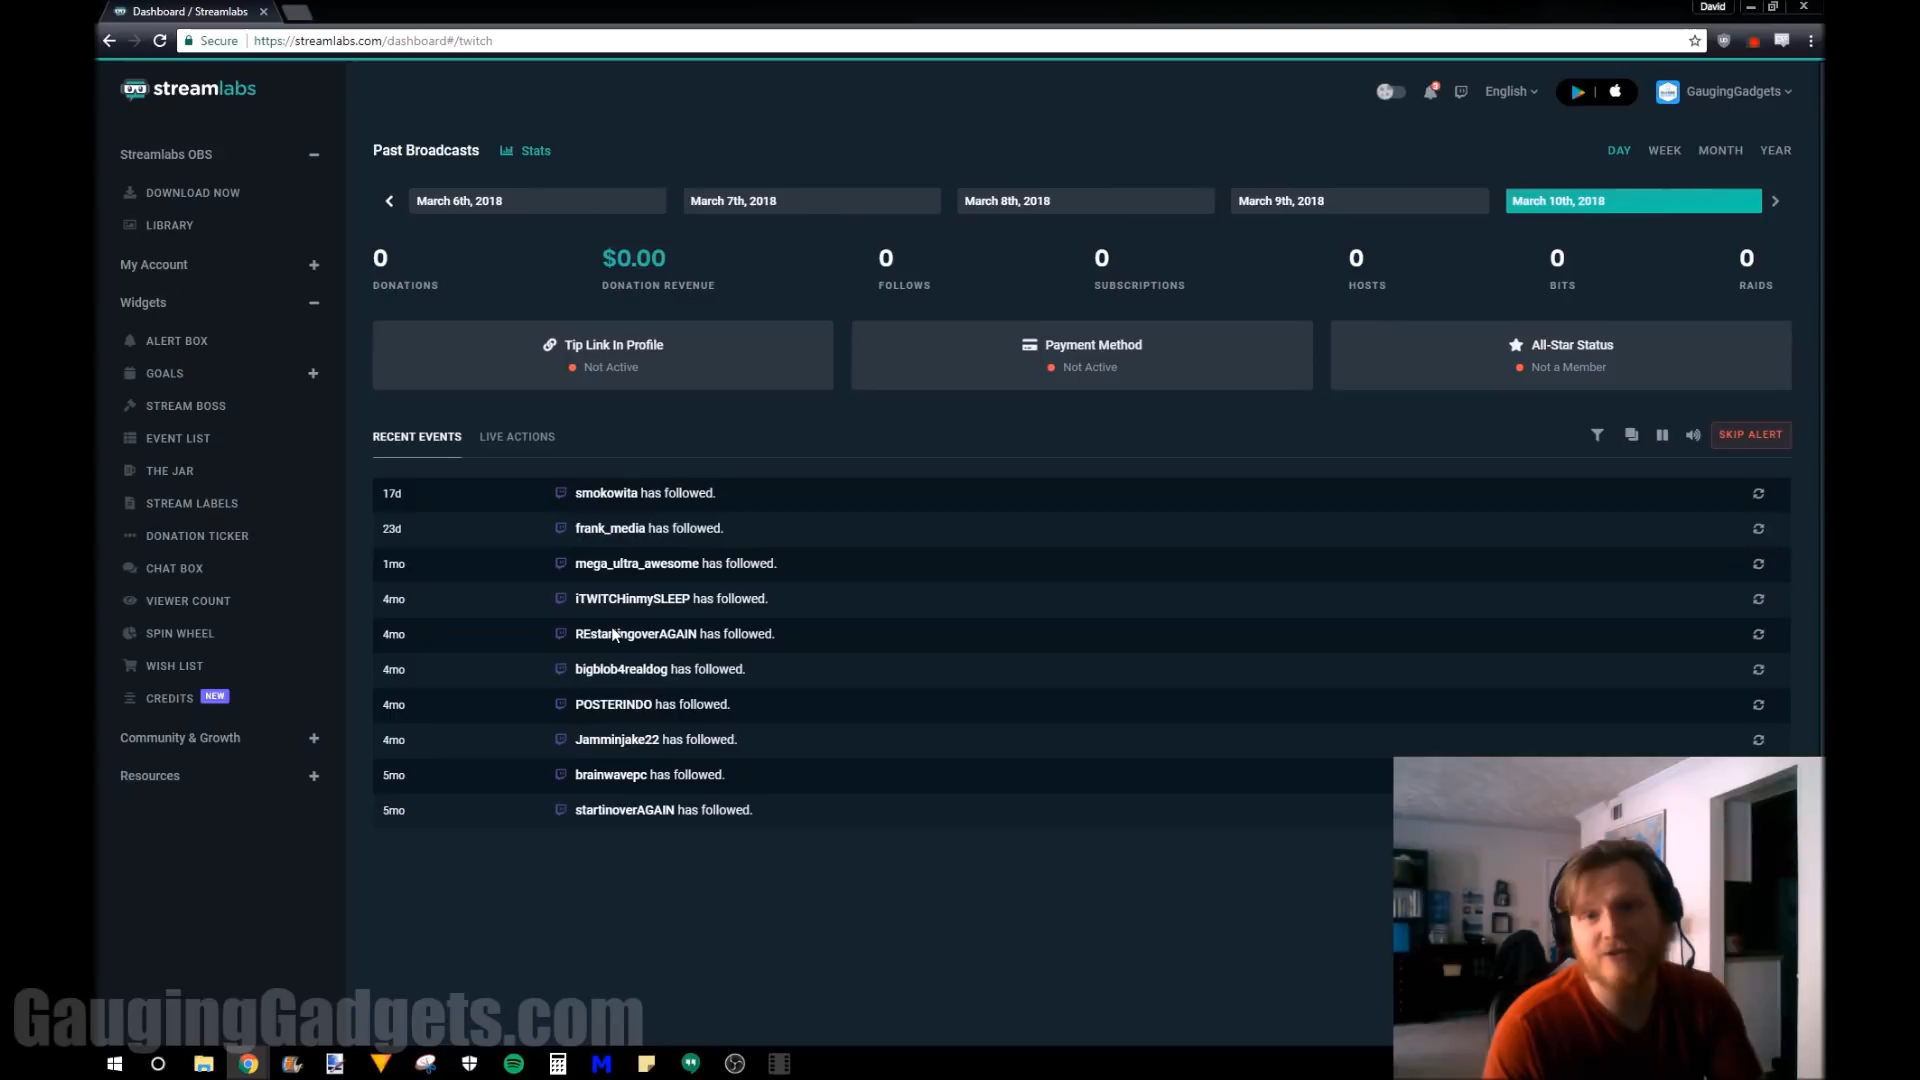 Dashboard / Streamlabs
David
Secure
https://streamlabs.com/dashboard#/twitch
streamlabs
English
GaugingGadgets
Streamlabs OBS
DOWNLOAD NOW
LIBRARY
My Account
Widgets
ALERT BOX
GOALS
STREAM BOSS
EVENT LIST
THE JAR
STREAM LABELS
DONATION TICKER
CHAT BOX
VIEWER COUNT
SPIN WHEEL
WISH LIST
CREDITS NEW
Community & Growth
Resources
Past Broadcasts Stats
DAY WEEK MONTH YEAR
March 6th, 2018 March 7th, 2018 March 8th, 2018 March 9th, 2018 March 10th, 2018
0 $0.00 0 0 0 0 0
DONATIONS DONATION REVENUE FOLLOWS SUBSCRIPTIONS HOSTS BITS RAIDS
Tip Link In Profile
Not Active
Payment Method
Not Active
All-Star Status
Not a Member
RECENT EVENTS LIVE ACTIONS
SKIP ALERT
17d smokowita has followed.
23d frank_media has followed.
1mo mega_ultra_awesome has followed.
4mo iTWITCHinmySLEEP has followed.
4mo REstartingoverAGAIN has followed.
4mo bigblob4realdog has followed.
4mo POSTERINDO has followed.
4mo Jamminjake22 has followed.
5mo brainwavepc has followed.
5mo startinoverAGAIN has followed.
GaugingGadgets.com